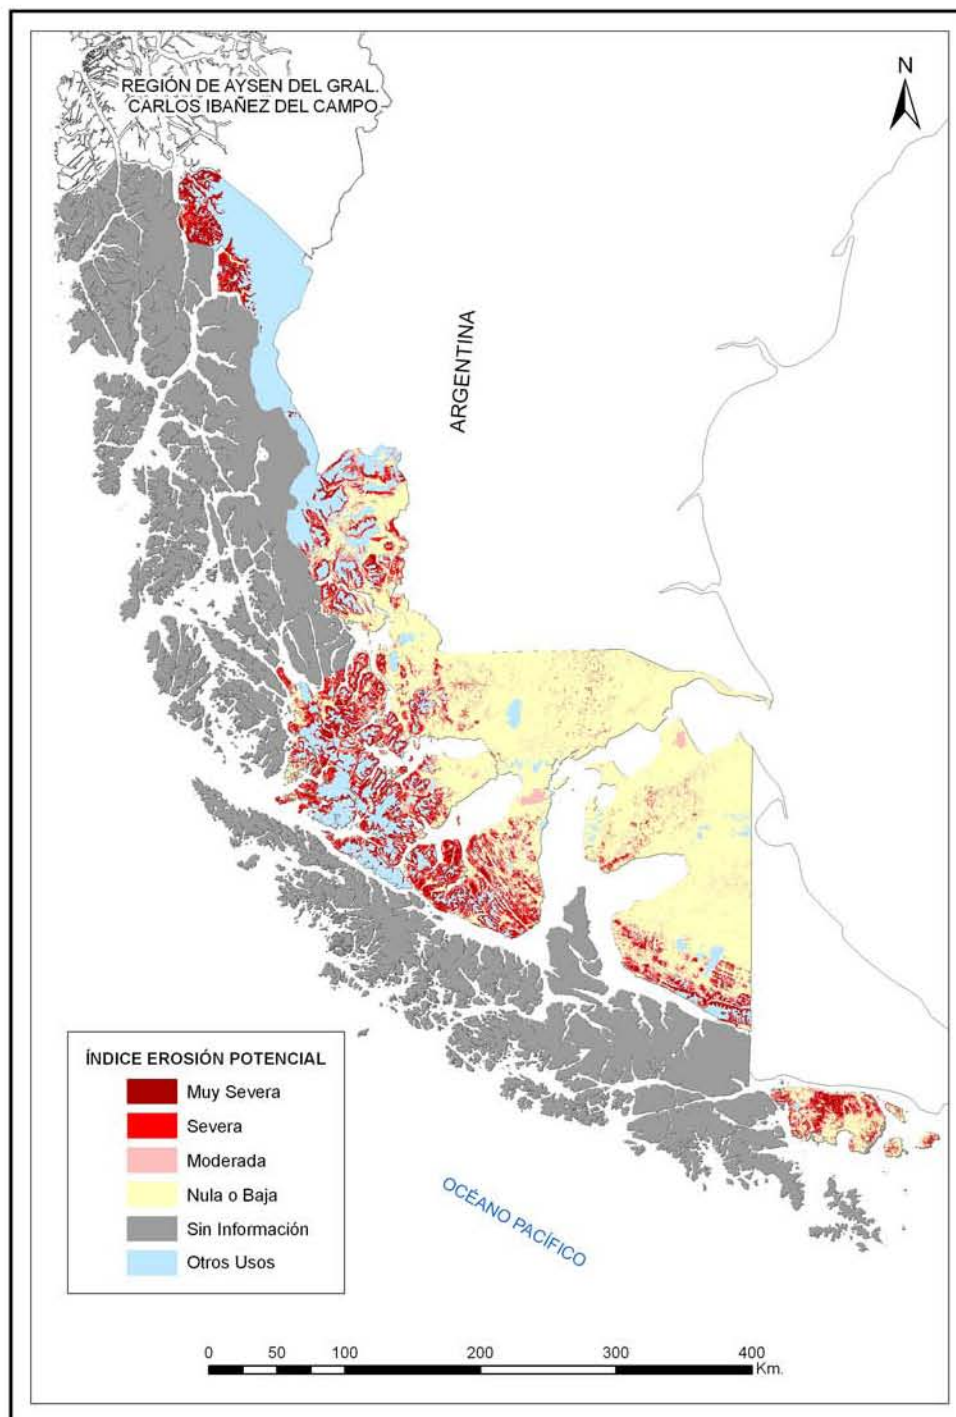 REGIÓN DE AYSEN DEL GRAL.
CARLOS IBAÑEZ DEL CAMPO
N
ARGENTINA
ÍNDICE EROSIÓN POTENCIAL
Muy Severa
Severa
Moderada
Nula o Baja
Sin Información
Otros Usos
OCÉANO PACÍFICO
0 50 100 200 300 400
Km.